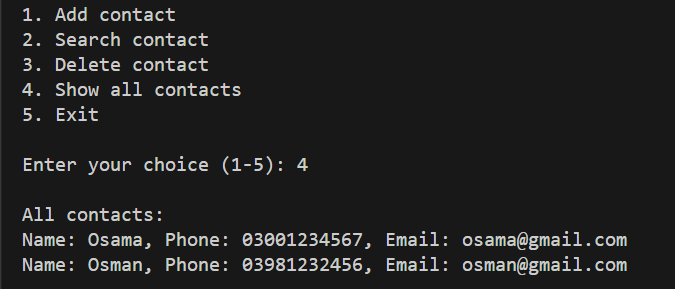 1. Add contact
2. Search contact
3. Delete contact
4. Show all contacts
5. Exit
Enter your choice (1-5): 4
All contacts:
Name: Osama, Phone: 03001234567, Email: osama@gmail.com
Name: Osman, Phone: 03981232456, Email: osman@gmail.com